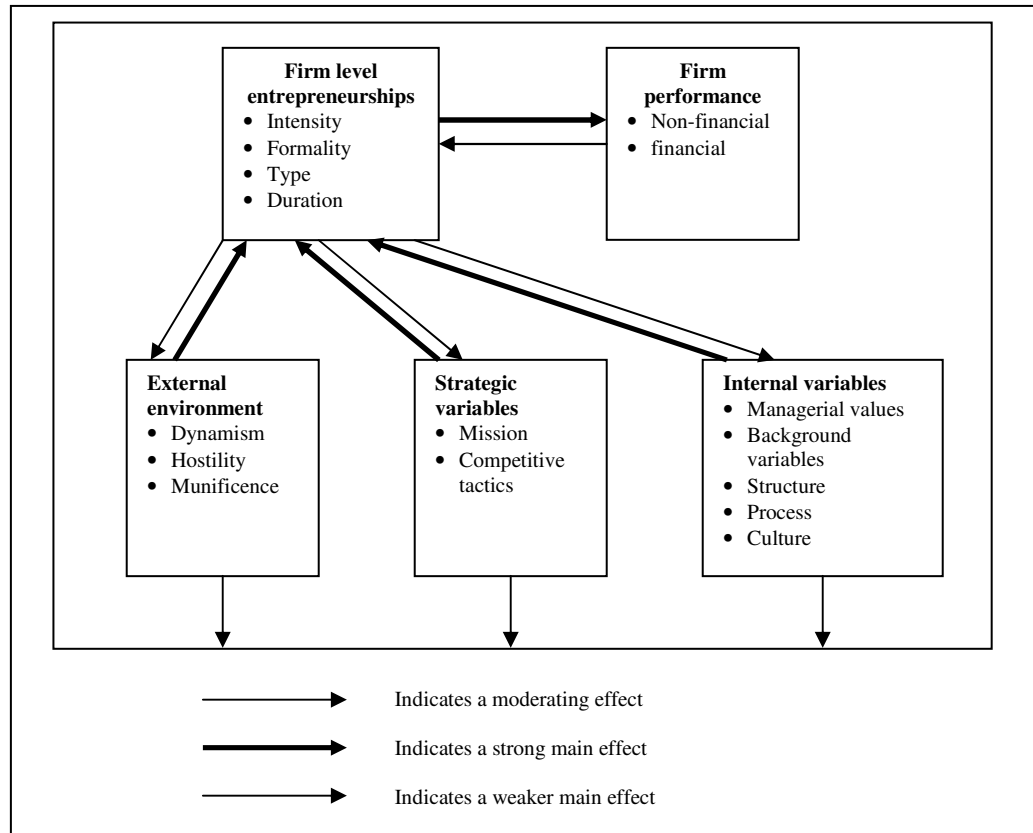 Firm level
entrepreneurships
• Intensity
• Formality
• Type
• Duration
Firm
performance
• Non-financial
• financial
External
environment
• Dynamism
• Hostility
• Munificence
Strategic
variables
• Mission
• Competitive
tactics
Internal variables
• Managerial values
• Background
variables
• Structure
• Process
• Culture
Indicates a moderating effect
Indicates a strong main effect
Indicates a weaker main effect